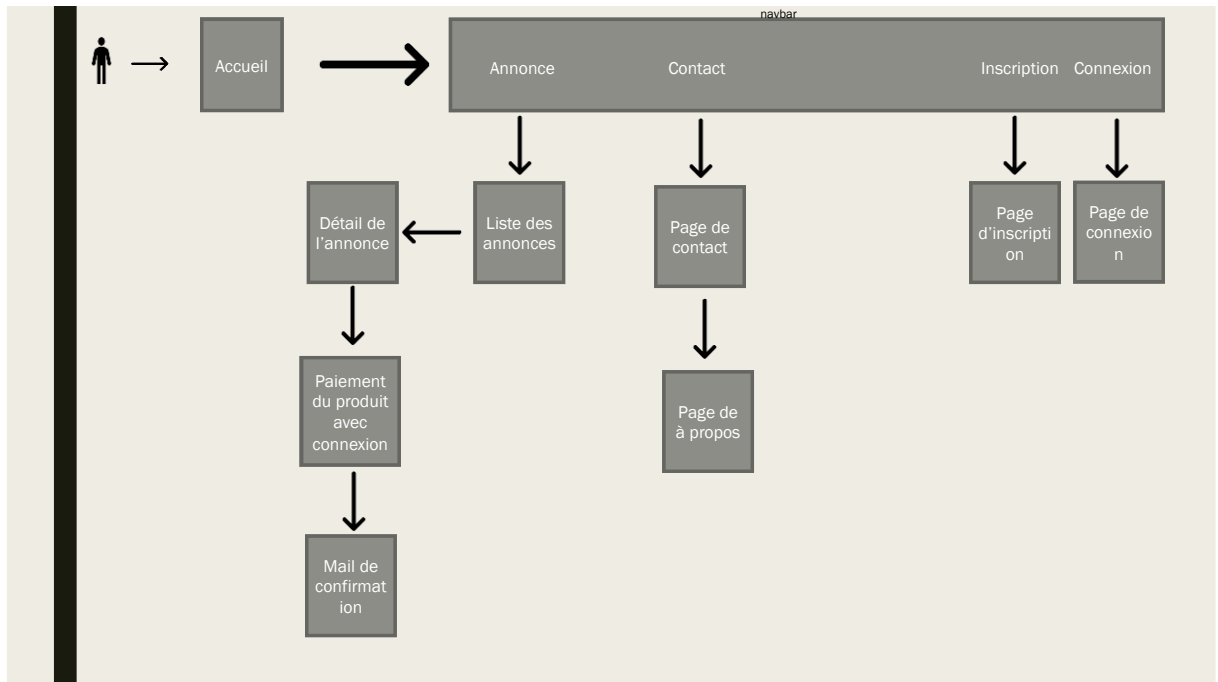 navbar
Accueil
Annonce
Contact
Inscription
Connexion
Détail de
l'annonce
Liste des
annonces
Page de
contact
Page
d'inscripti
on
Page de
connexio
n
Paiement
du produit
avec
connexion
Page de
à propos
Mail de
confirmat
ion